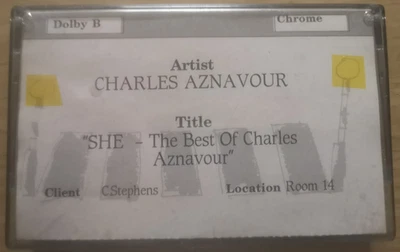 Dolby B Chrome
Artist
CHARLES AZNAVOUR
Title
"SHE - The Best Of Charles
Aznavour"
Client C.Stephens Location Room 14